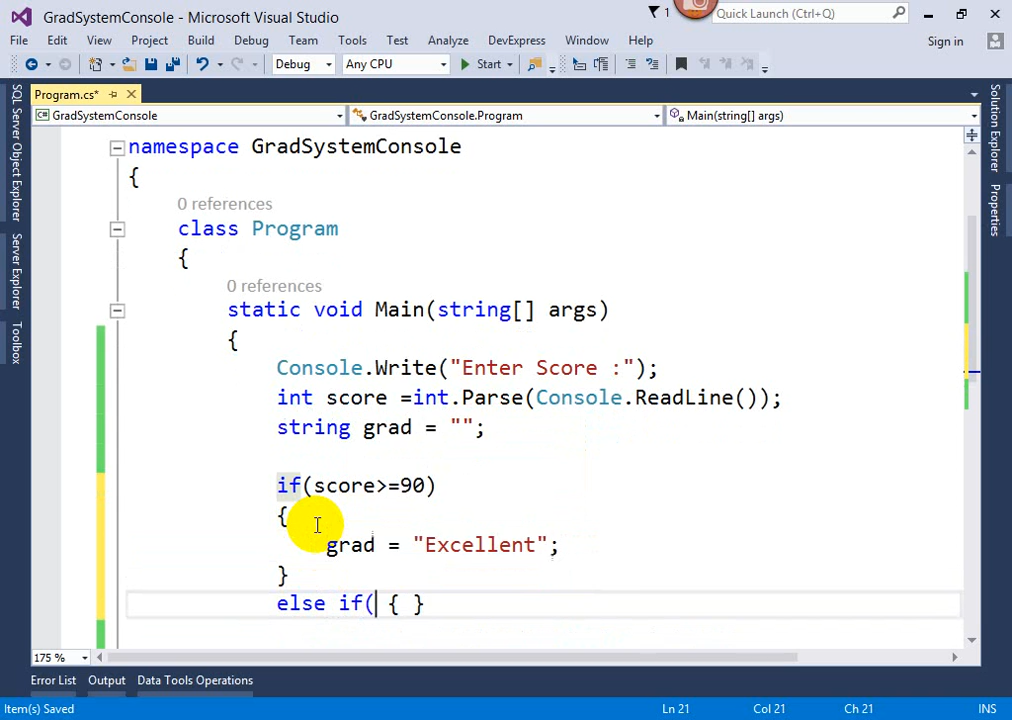 GradSystemConsole - Microsoft Visual Studio
1
Quick Launch (Ctrl+Q)
File Edit View Project Build Debug Team Tools Test Analyze DevExpress Window Help
Sign in
Debug Any CPU Start
Program.cs*
GradSystemConsole GradSystemConsole.Program Main(string[] args)
SQL Server Object Explorer
Server Explorer
Toolbox
Solution Explorer
Properties
namespace GradSystemConsole
{
0 references
class Program
{
0 references
static void Main(string[] args)
{
Console.Write("Enter Score :");
int score =int.Parse(Console.ReadLine());
string grad = "";
if(score>=90)
{
grad = "Excellent";
}
else if( { }
175 %
Error List Output Data Tools Operations
Item(s) Saved Ln 21 Col 21 Ch 21 INS